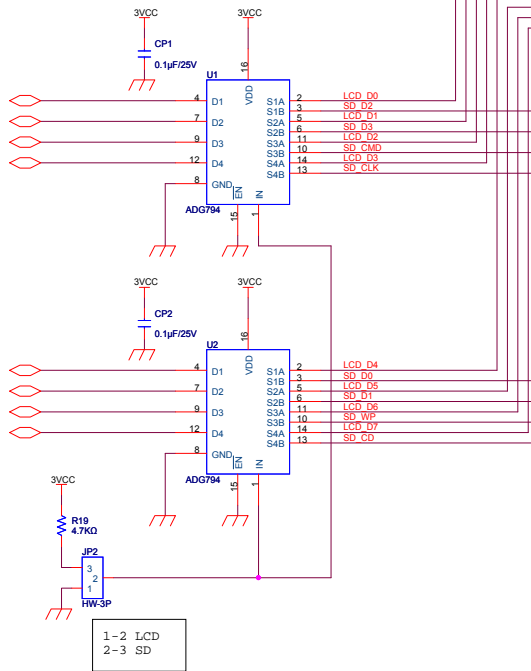 3VCC 3VCC
CP1
0.1µF/25V
U1
16
VDD
4 D1 S1A 2 LCD_D0
S1B 3 SD_D2
7 D2 S2A 5 LCD_D1
S2B 6 SD_D3
9 D3 S3A 11 LCD_D2
S3B 10 SD_CMD
12 D4 S4A 14 LCD_D3
S4B 13 SD_CLK
8 GND
EN IN
ADG794 15 1
3VCC 3VCC
CP2
0.1µF/25V
U2
16
VDD
4 D1 S1A 2 LCD_D4
S1B 3 SD_D0
7 D2 S2A 5 LCD_D5
S2B 6 SD_D1
9 D3 S3A 11 LCD_D6
S3B 10 SD_WP
12 D4 S4A 14 LCD_D7
S4B 13 SD_CD
8 GND
EN IN
ADG794 15 1
3VCC
R19
4.7KΩ
JP2
3
2
1
HW-3P
1-2 LCD
2-3 SD